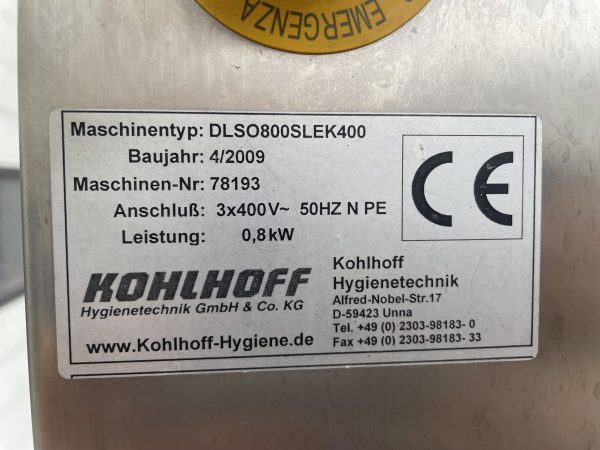 EMERGENZA
Maschinentyp: DLSO800SLEK400
Baujahr: 4/2009
Maschinen-Nr: 78193
Anschluß: 3x400V~ 50HZ N PE
Leistung: 0,8kW
CE
KOHLHOFF
Hygienetechnik GmbH & Co. KG
www.Kohlhoff-Hygiene.de
Kohlhoff
Hygienetechnik
Alfred-Nobel-Str.17
D-59423 Unna
Tel. +49 (0) 2303-98183- 0
Fax +49 (0) 2303-98183- 33